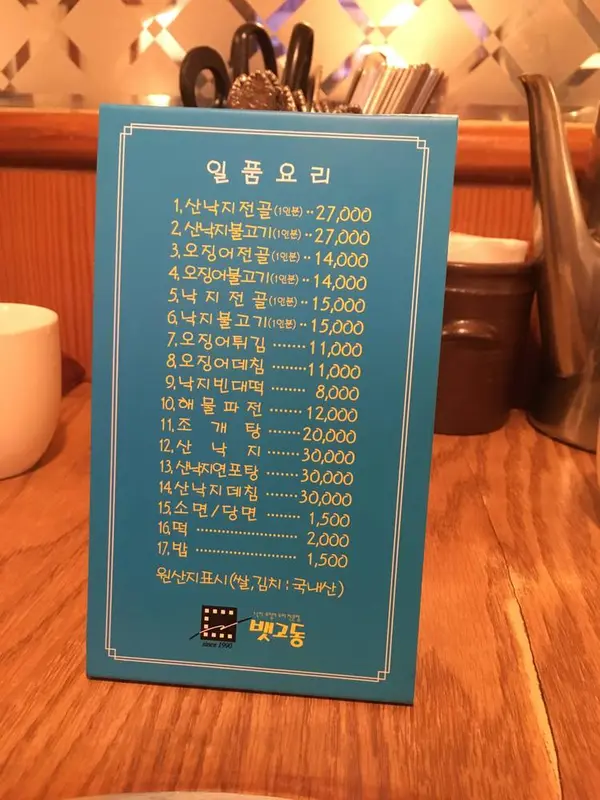 일품요리
1. 산낙지전골(1인분)··27,000
2. 산낙지불고기(1인분)··27,000
3. 오징어전골(1인분)··14,000
4. 오징어불고기(1인분)··14,000
5. 낙지전골(1인분)··15,000
6. 낙지불고기(1인분)··15,000
7. 오징어튀김·······11,000
8. 오징어데침·······11,000
9. 낙지빈대떡········8,000
10. 해물파전·······12,000
11. 조개탕·······20,000
12. 산낙지·······30,000
13. 산낙지연포탕·······30,000
14. 산낙지데침·······30,000
15. 소면/당면·······1,500
16. 떡·····················2,000
17. 밥·····················1,500
원산지표시(쌀,김치:국내산)
뱃고동
since 1990